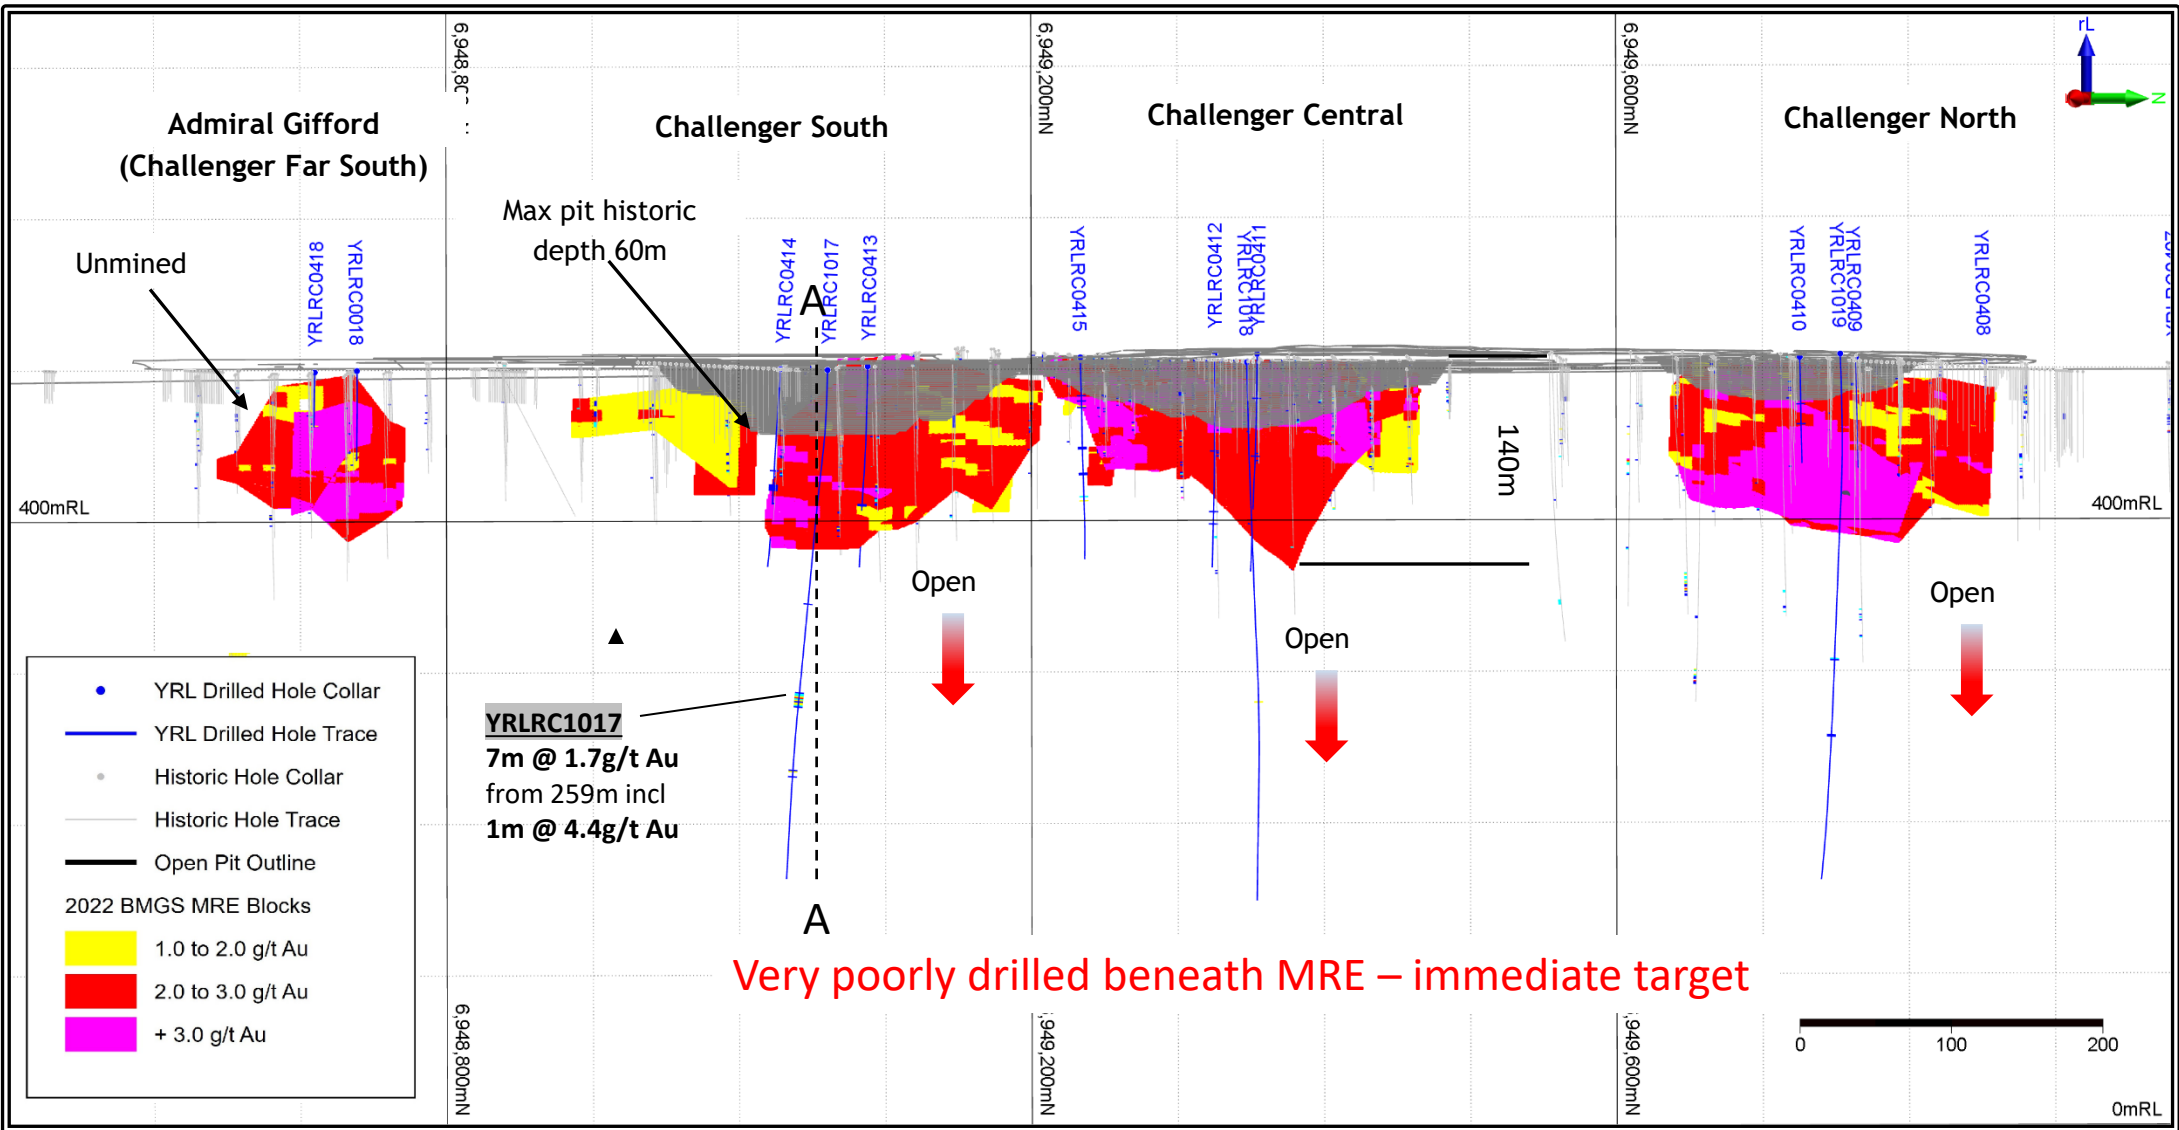 6,948,80
6,949,200mN
6,949,600mN
rL
N
Admiral Gifford
(Challenger Far South)
Challenger South
Challenger Central
Challenger North
Max pit historic
depth 60m
Unmined
YRLRC0418
YRLRC0018
YRLRC0414
A
YRLRC1017
YRLRC0413
YRLRC0415
YRLRC0412
YRLRC1018
YRLRC0411
YRLRC0410
YRLRC1019
YRLRC0409
YRLRC0408
140m
400mRL
400mRL
Open
Open
Open
YRLRC1017
7m @ 1.7g/t Au
from 259m incl
1m @ 4.4g/t Au
A
YRL Drilled Hole Collar
YRL Drilled Hole Trace
Historic Hole Collar
Historic Hole Trace
Open Pit Outline
2022 BMGS MRE Blocks
1.0 to 2.0 g/t Au
2.0 to 3.0 g/t Au
+ 3.0 g/t Au
Very poorly drilled beneath MRE – immediate target
6,948,800mN
,949,200mN
,949,600mN
0 100 200
0mRL